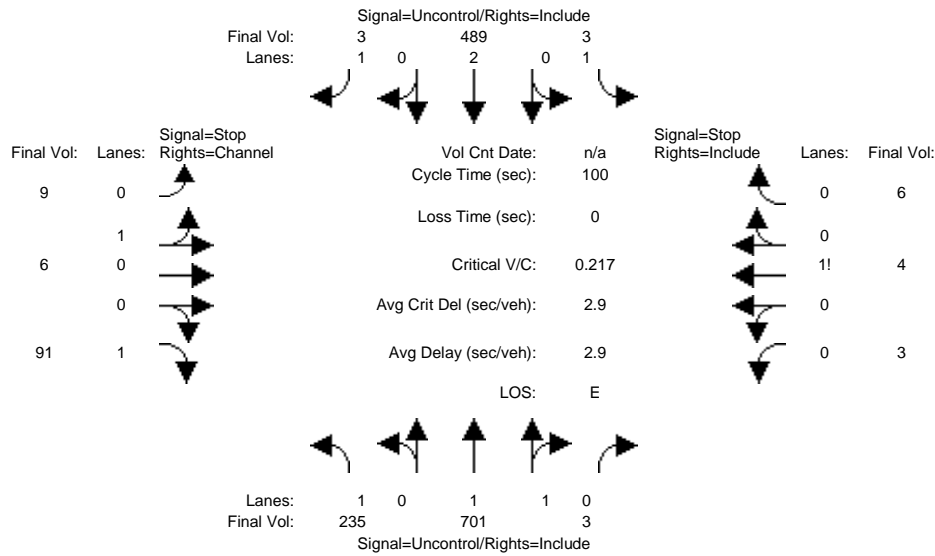 Signal=Uncontrol/Rights=Include
Final Vol: 3 489 3
Lanes: 1 0 2 0 1
Signal=Stop Signal=Stop
Final Vol: Lanes: Rights=Channel Vol Cnt Date: n/a Rights=Include Lanes: Final Vol:
Cycle Time (sec): 100
9 0 0 6
Loss Time (sec): 0
1 0
6 0 Critical V/C: 0.217 1! 4
0 Avg Crit Del (sec/veh): 2.9 0
91 1 Avg Delay (sec/veh): 2.9 0 3
LOS: E
Lanes: 1 0 1 1 0
Final Vol: 235 701 3
Signal=Uncontrol/Rights=Include